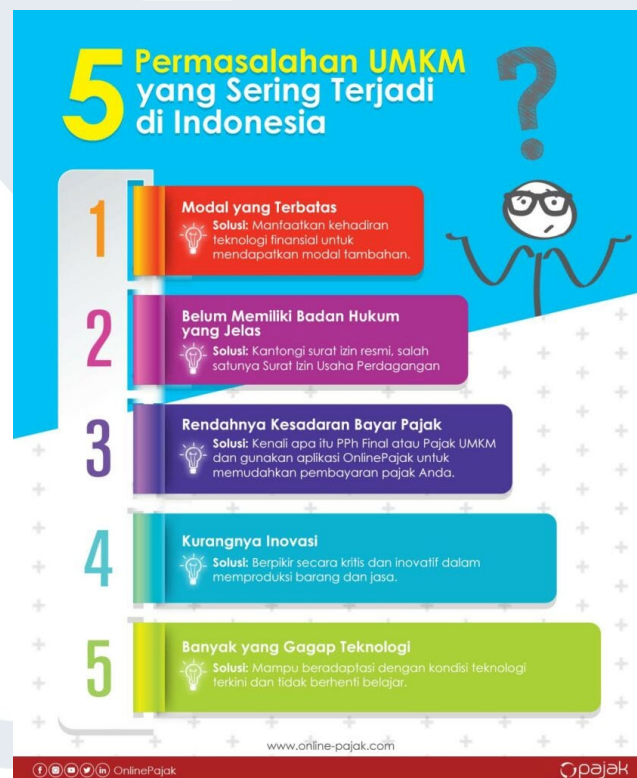 5 Permasalahan UMKM
yang Sering Terjadi
di Indonesia
?
1
Modal yang Terbatas
Solusi: Manfaatkan kehadiran
teknologi finansial untuk
mendapatkan modal tambahan.
2
Belum Memiliki Badan Hukum
yang Jelas
Solusi: Kantongi surat izin resmi, salah
satunya Surat Izin Usaha Perdagangan
3
Rendahnya Kesadaran Bayar Pajak
Solusi: Kenali apa itu PPh Final atau Pajak UMKM
dan gunakan aplikasi OnlinePajak untuk
memudahkan pembayaran pajak Anda.
4
Kurangnya Inovasi
Solusi: Berpikir secara kritis dan inovatif dalam
memproduksi barang dan jasa.
5
Banyak yang Gagap Teknologi
Solusi: Mampu beradaptasi dengan kondisi teknologi
terkini dan tidak berhenti belajar.
www.online-pajak.com
OnlinePajak
pajak